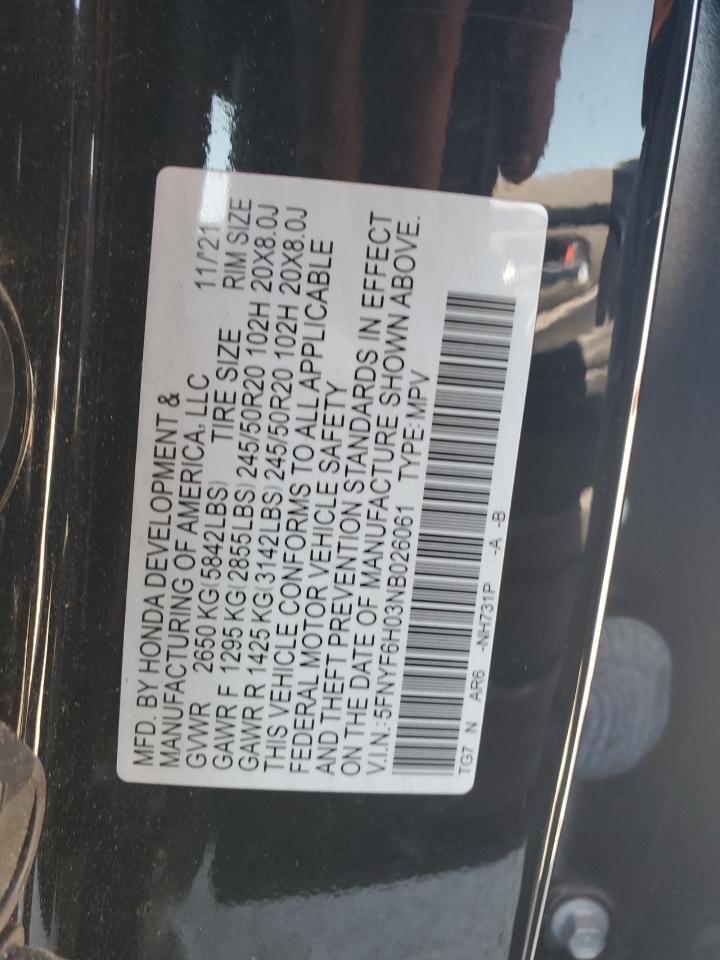 MFD. BY HONDA DEVELOPMENT &
MANUFACTURING OF AMERICA, LLC 11/'21
GVWR 2650 KG(5842LBS) TIRE SIZE RIM SIZE
GAWR F 1295 KG(2855LBS) 245/50R20 102H 20X8.0J
GAWR R 1425 KG(3142LBS) 245/50R20 102H 20X8.0J
THIS VEHICLE CONFORMS TO ALL APPLICABLE
FEDERAL MOTOR VEHICLE SAFETY
AND THEFT PREVENTION STANDARDS IN EFFECT
ON THE DATE OF MANUFACTURE SHOWN ABOVE.
V.I.N.:5FNYF6H03NB026061 TYPE: MPV
TG7 N AR6 -NH731P -A -B